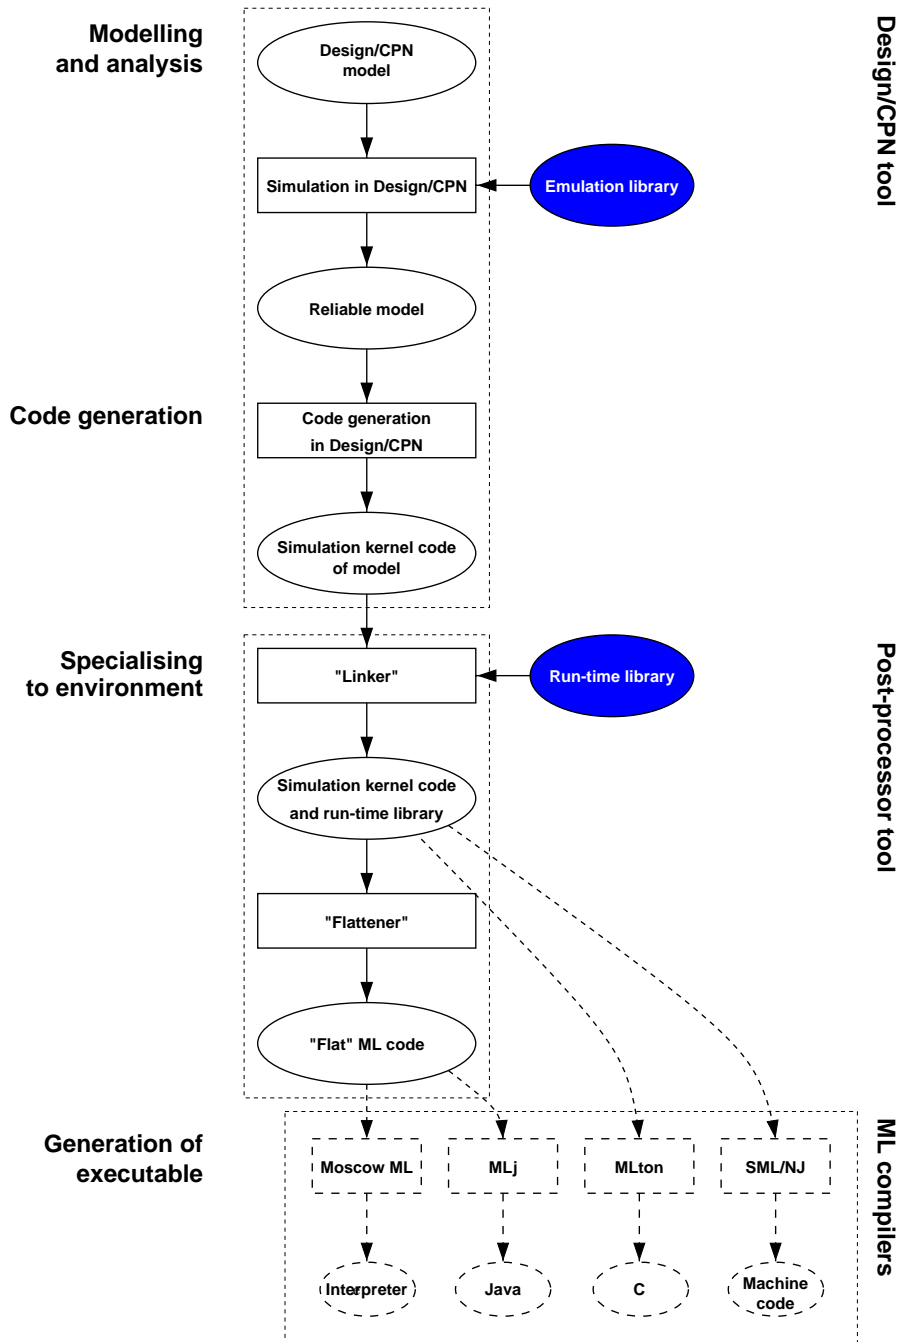 Modelling
and analysis
Design/CPN
model
Design/CPN tool
Simulation in Design/CPN
Emulation library
Reliable model
Code generation
Code generation
in Design/CPN
Simulation kernel code
of model
Specialising
to environment
"Linker"
Run-time library
Post-processor tool
Simulation kernel code
and run-time library
"Flattener"
"Flat" ML code
Generation of
executable
Moscow ML
MLj
MLton
SML/NJ
ML compilers
Interpreter
Java
C
Machine
code